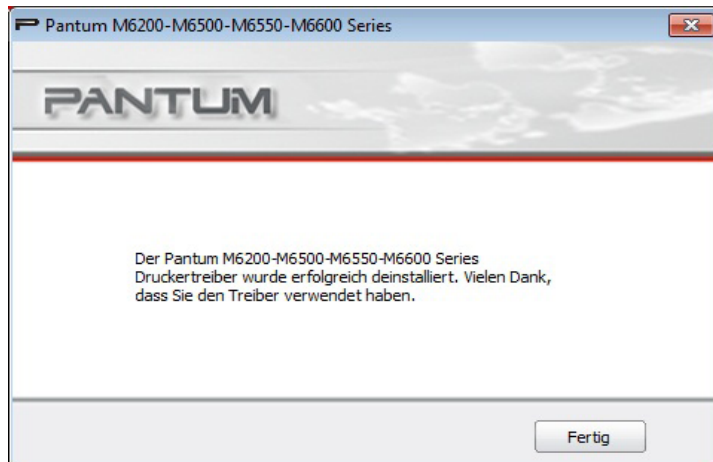 Pantum M6200-M6500-M6550-M6600 Series
PANTUM
Der Pantum M6200-M6500-M6550-M6600 Series
Druckertreiber wurde erfolgreich deinstalliert. Vielen Dank,
dass Sie den Treiber verwendet haben.
Fertig